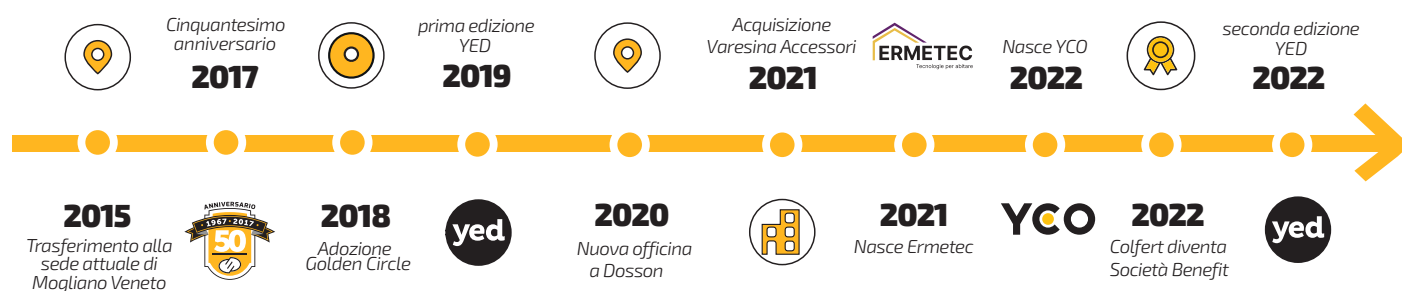 2015
Trasferimento alla
sede attuale di
Mogliano Veneto
Cinquantesimo
anniversario
2017
ANNIVERSARIO
1967 · 2017
50
2018
Adozione
Golden Circle
prima edizione
YED
2019
yed
2020
Nuova officina
a Dosson
Acquisizione
Varesina Accessori
2021
ERMETEC
Tecnologie per abitare
2021
Nasce Ermetec
Nasce YCO
2022
YCO
2022
Colfert diventa
Società Benefit
seconda edizione
YED
2022
yed